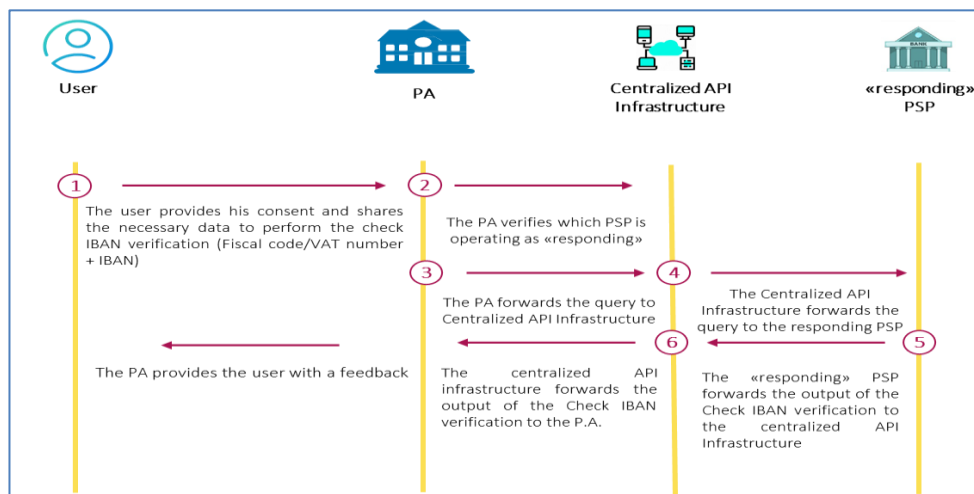 User
PA
Centralized API
Infrastructure
BANK
«responding»
PSP
1
The user provides his consent and shares
the necessary data to perform the check
IBAN verification (Fiscal code/VAT number
+ IBAN)
2
The PA verifies which PSP is
operating as «responding»
3
The PA forwards the query to
Centralized API Infrastructure
4
The Centralized API
Infrastructure forwards the
query to the responding PSP
5
The «responding» PSP
forwards the output of the
Check IBAN verification to
the centralized API
Infrastructure
6
The centralized API
infrastructure forwards the
output of the Check IBAN
verification to the P.A.
The PA provides the user with a feedback